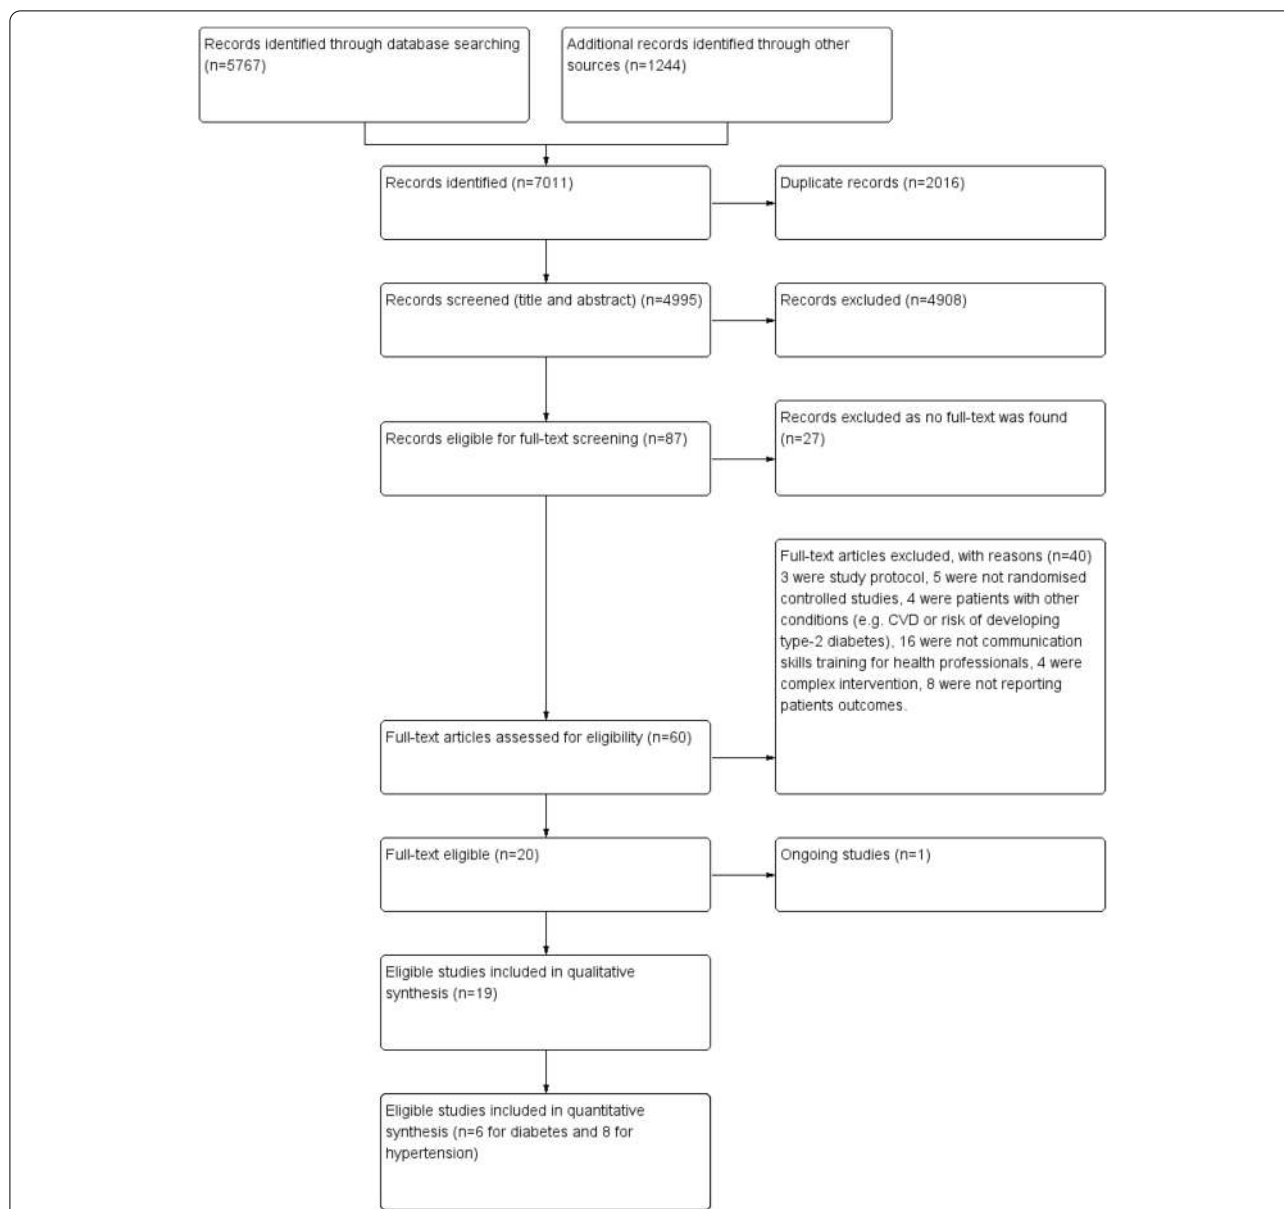 Records identified through database searching
(n=5767)
Additional records identified through other
sources (n=1244)
Records identified (n=7011)
Duplicate records (n=2016)
Records screened (title and abstract) (n=4995)
Records excluded (n=4908)
Records eligible for full-text screening (n=87)
Records excluded as no full-text was found
(n=27)
Full-text articles excluded, with reasons (n=40)
3 were study protocol, 5 were not randomised
controlled studies, 4 were patients with other
conditions (e.g. CVD or risk of developing
type-2 diabetes), 16 were not communication
skills training for health professionals, 4 were
complex intervention, 8 were not reporting
patients outcomes.
Full-text articles assessed for eligibility (n=60)
Full-text eligible (n=20)
Ongoing studies (n=1)
Eligible studies included in qualitative
synthesis (n=19)
Eligible studies included in quantitative
synthesis (n=6 for diabetes and 8 for
hypertension)